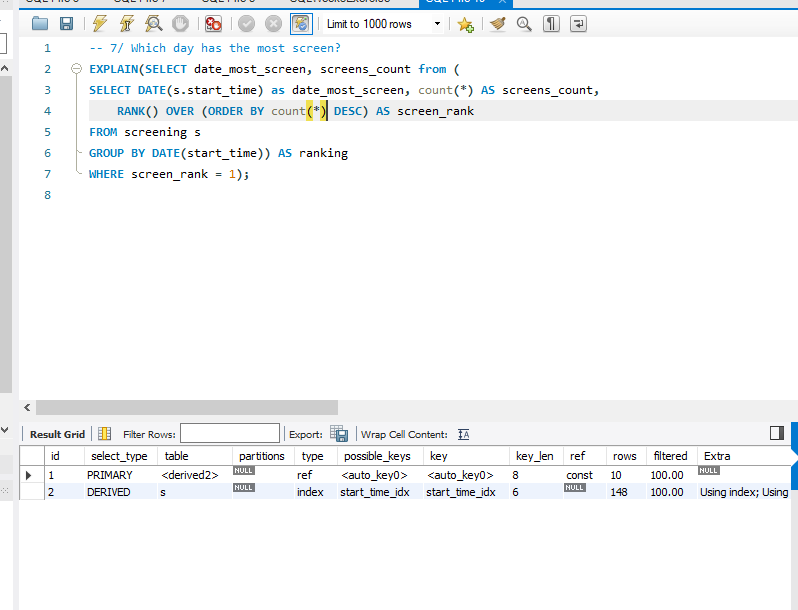 Limit to 1000 rows
1 -- 7/ Which day has the most screen?
2 EXPLAIN(SELECT date_most_screen, screens_count from (
3 SELECT DATE(s.start_time) as date_most_screen, count(*) AS screens_count,
4 RANK() OVER (ORDER BY count(*) DESC) AS screen_rank
5 FROM screening s
6 GROUP BY DATE(start_time)) AS ranking
7 WHERE screen_rank = 1);
8
Result Grid Filter Rows: Export: Wrap Cell Content: IA
id select_type table partitions type possible_keys key key_len ref rows filtered Extra
1 PRIMARY <derived2> NULL ref <auto_key0> <auto_key0> 8 const 10 100.00 NULL
2 DERIVED s NULL index start_time_idx start_time_idx 6 NULL 148 100.00 Using index; Using